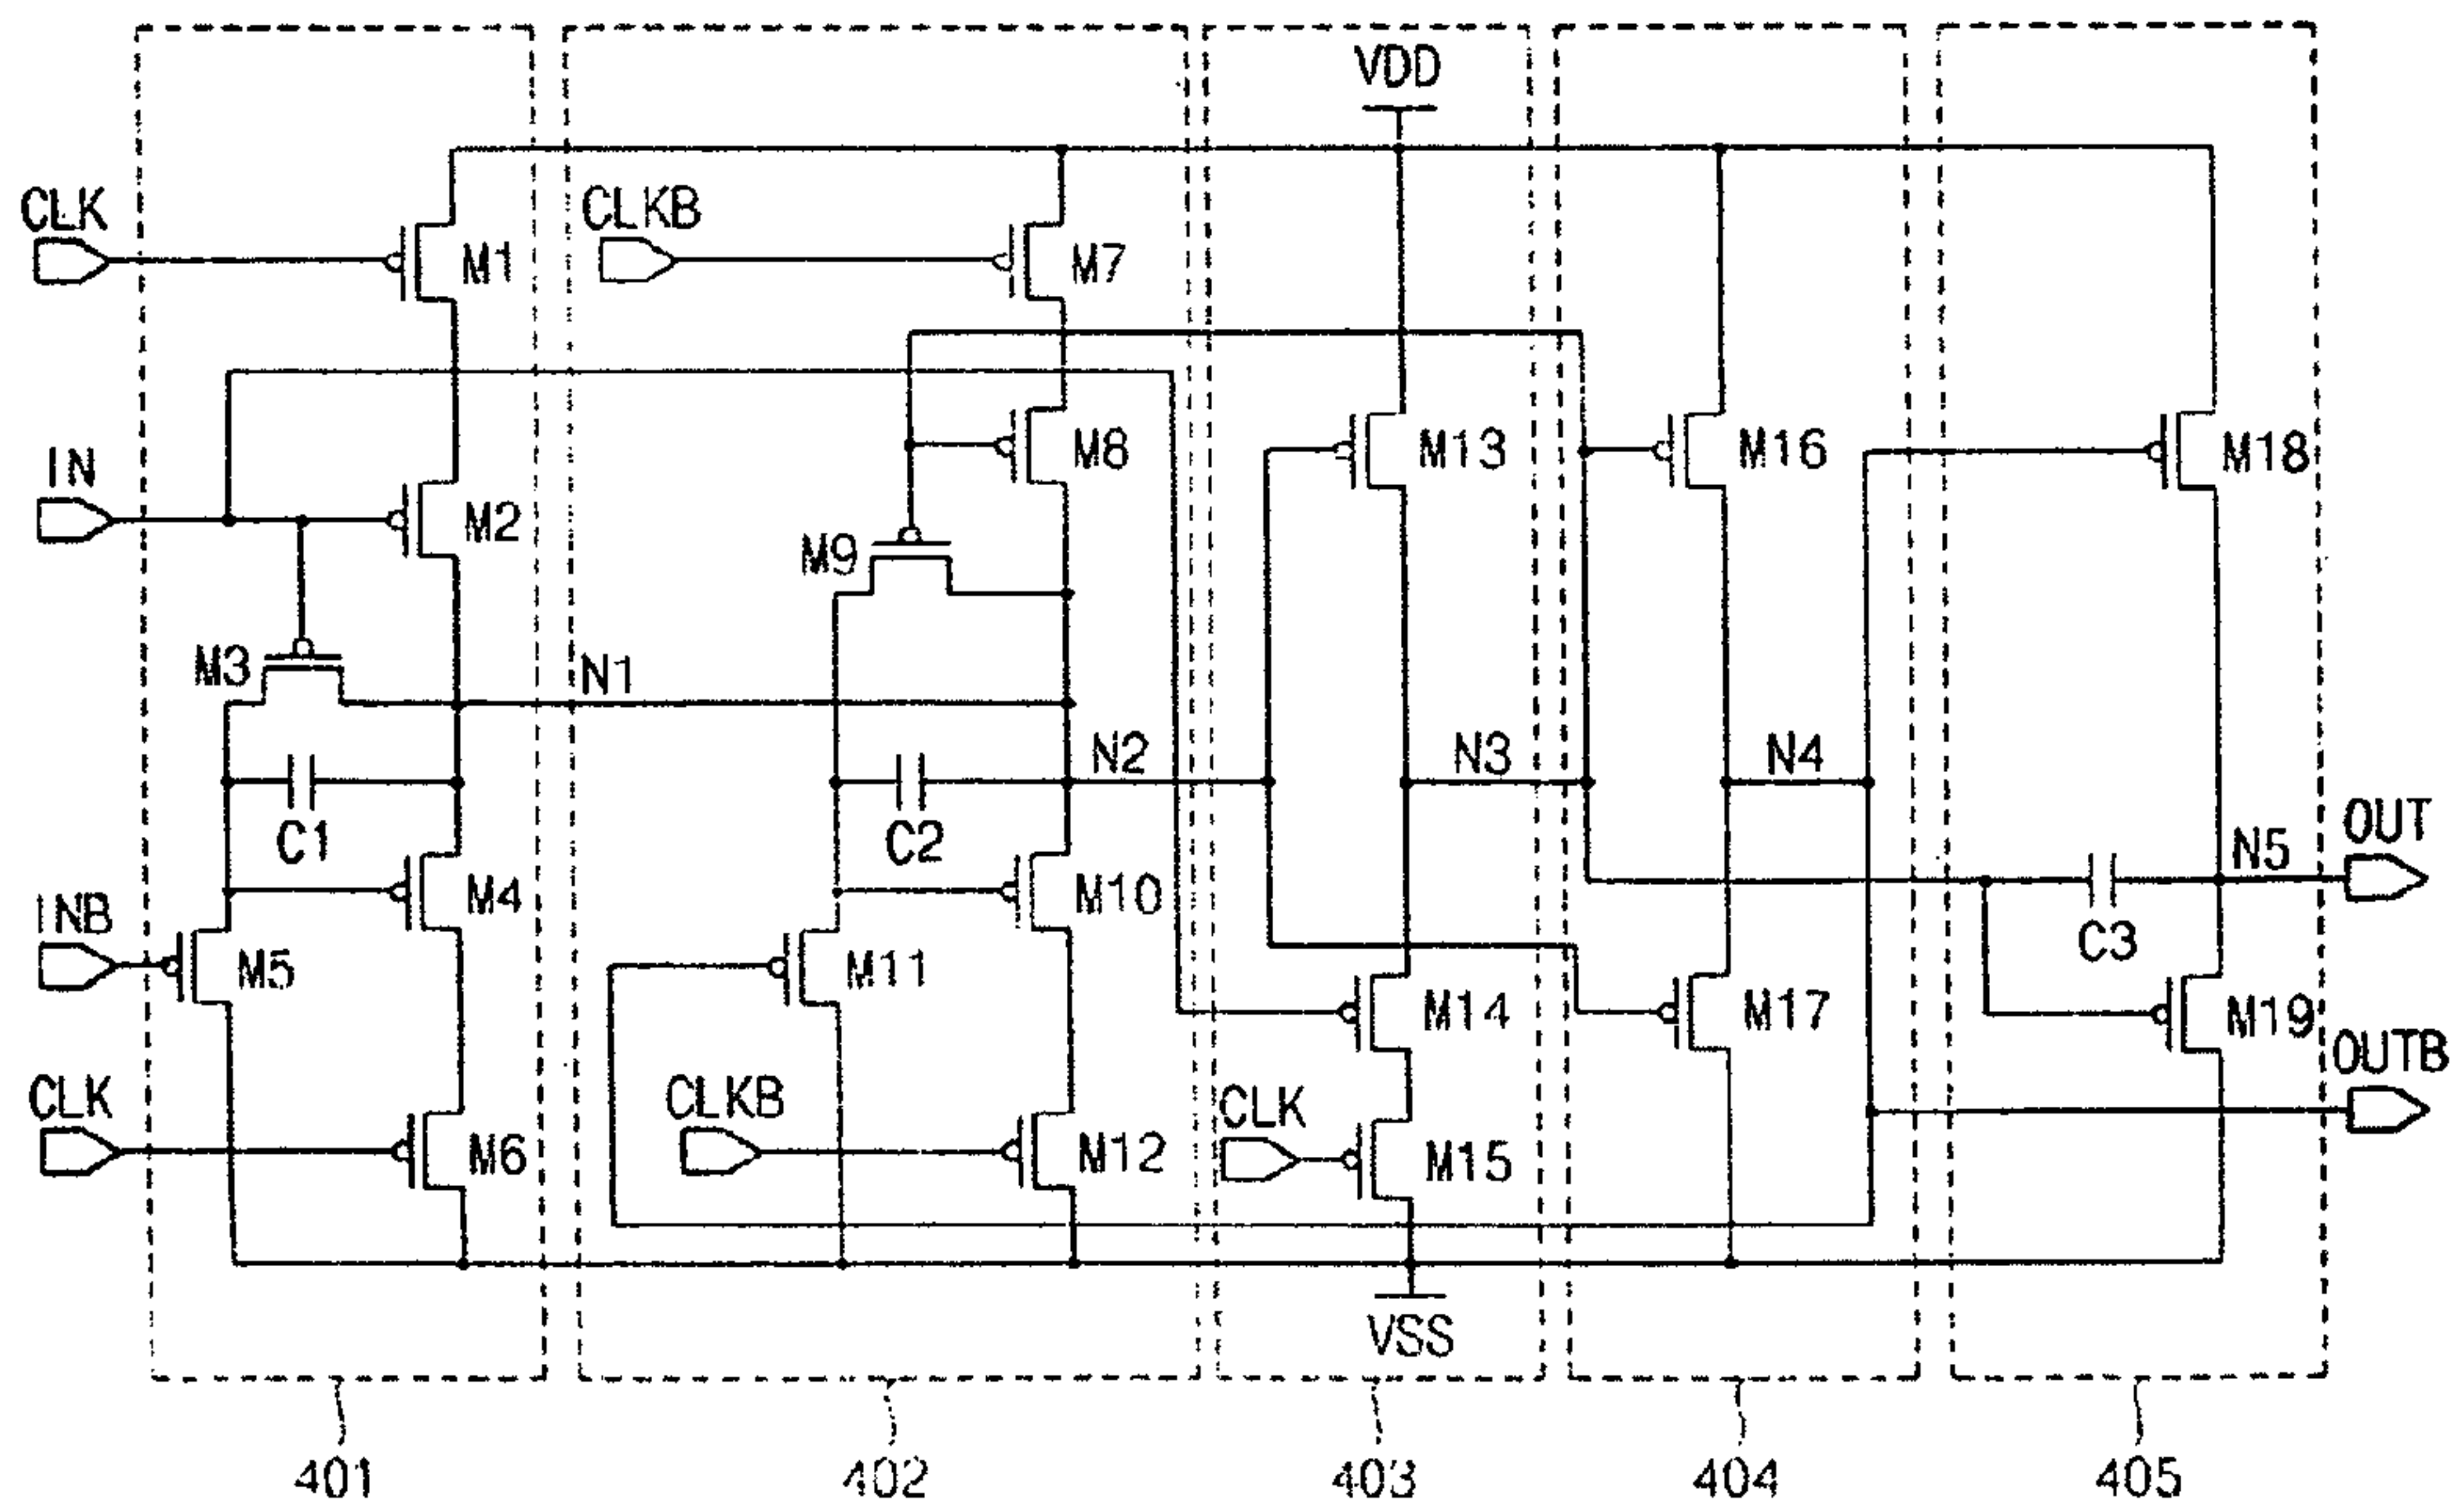 VDD
CLK
M1
CLKB
M7
IN
M2
M8
M13
M16
M18
M9
M3
N1
N2
N3
N4
C1
C2
OUT
N5
INB
M4
M10
C3
M5
M11
M14
M17
M19
OUTB
CLK
M6
CLKB
M12
CLK
M15
VSS
401
402
403
404
405